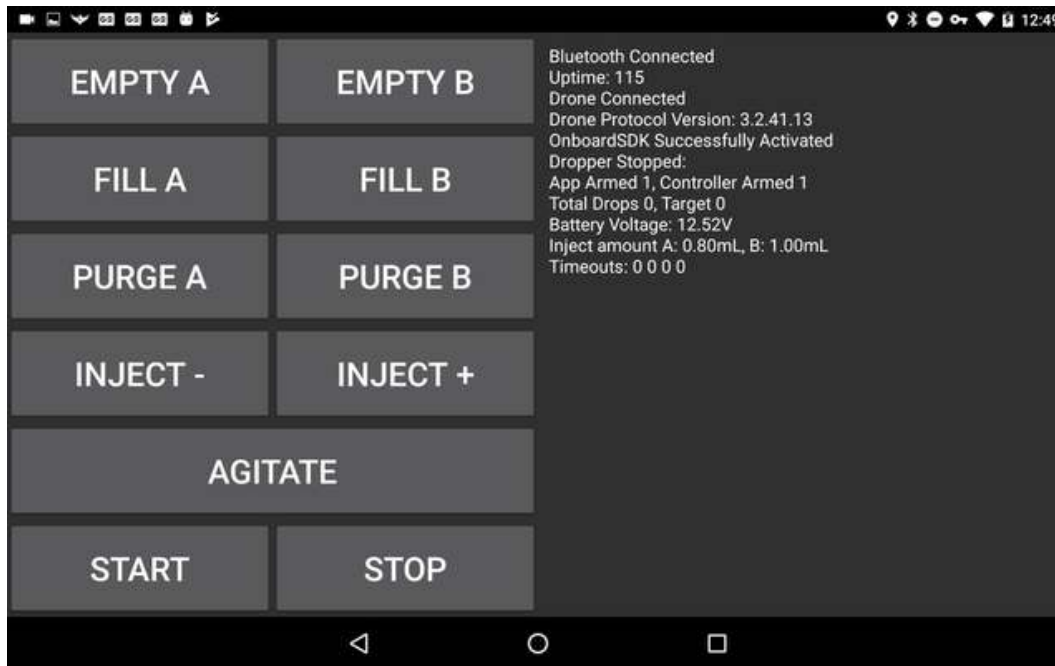 12:49
EMPTY A
EMPTY B
FILL A
FILL B
PURGE A
PURGE B
INJECT -
INJECT +
AGITATE
START
STOP
Bluetooth Connected
Uptime: 115
Drone Connected
Drone Protocol Version: 3.2.41.13
OnboardSDK Successfully Activated
Dropper Stopped:
App Armed 1, Controller Armed 1
Total Drops 0, Target 0
Battery Voltage: 12.52V
Inject amount A: 0.80mL, B: 1.00mL
Timeouts: 0 0 0 0